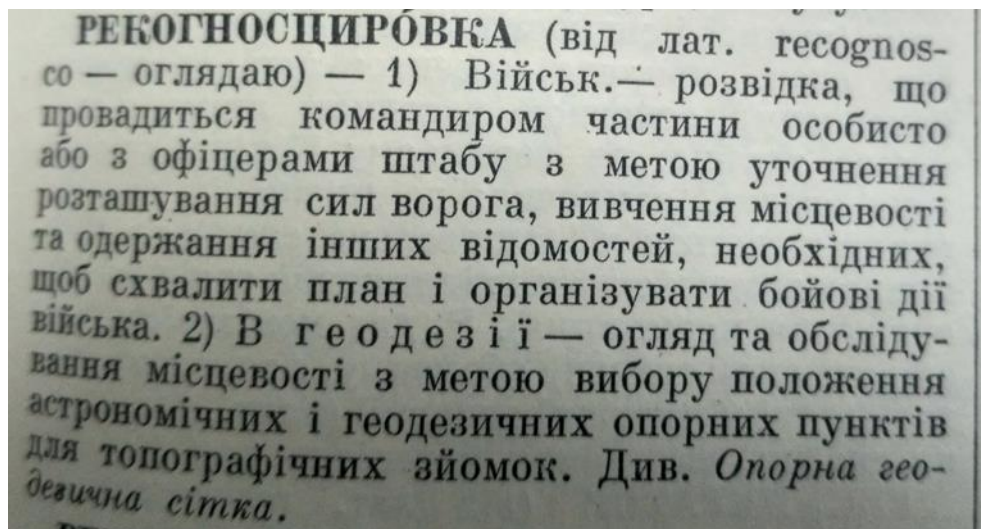 РЕКОГНОСЦИРО́ВКА (від лат. recognos-
co — оглядаю) — 1) Військ.— розвідка, що
провадиться командиром частини особисто
або з офіцерами штабу з метою уточнення
розташування сил ворога, вивчення місцевості
та одержання інших відомостей, необхідних,
щоб схвалити план і організувати бойові дії
війська. 2) В геодезії — огляд та обсліду-
вання місцевості з метою вибору положення
астрономічних і геодезичних опорних пунктів
для топографічних зйомок. Див. Опорна гео-
дезична сітка.